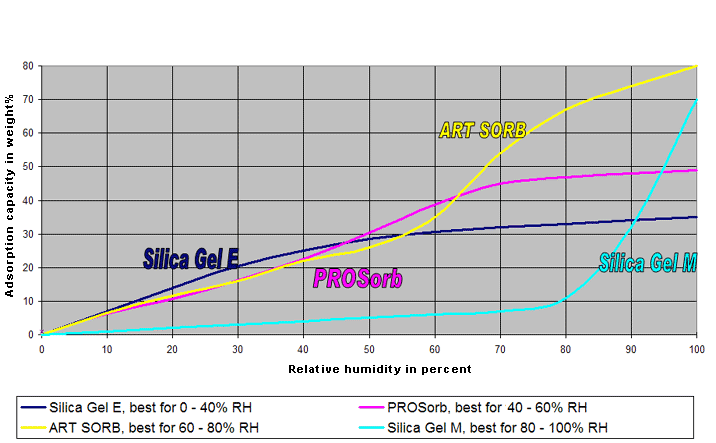 80
70
60
50
40
30
20
10
0
Adsorption capacity in weight%
ART SORB
Silica Gel E
PROSorb
Silica Gel M
0 10 20 30 40 50 60 70 80 90 100
Relative humidity in percent
Silica Gel E, best for 0 - 40% RH
PROSorb, best for 40 - 60% RH
ART SORB, best for 60 - 80% RH
Silica Gel M, best for 80 - 100% RH